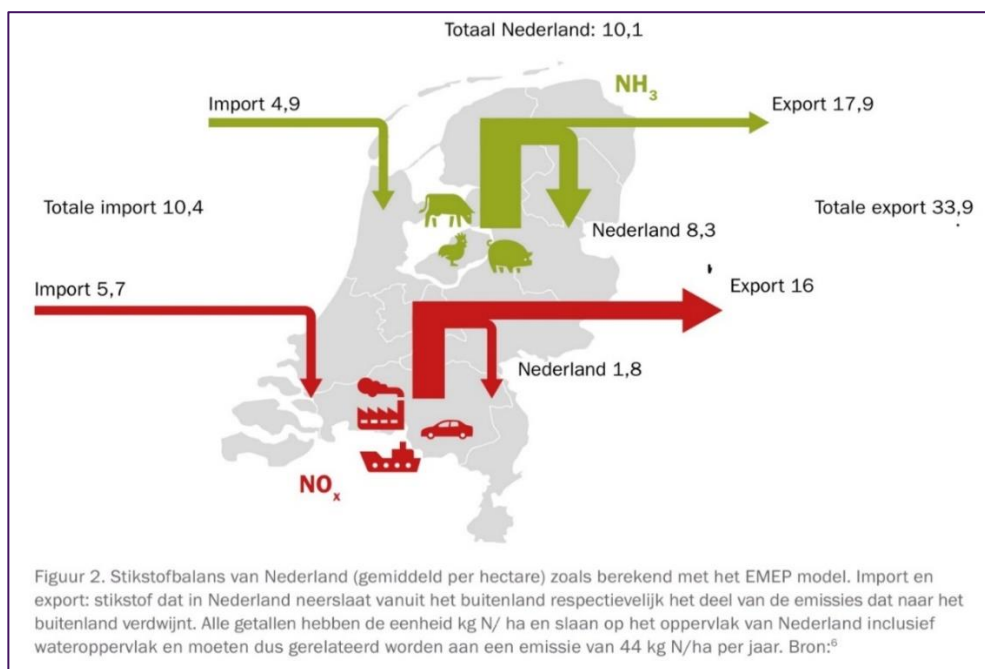 Totaal Nederland: 10,1
NH₃
Import 4,9
Export 17,9
Totale import 10,4
Totale export 33,9
Nederland 8,3
Import 5,7
Export 16
Nederland 1,8
NOₓ
Figuur 2. Stikstofbalans van Nederland (gemiddeld per hectare) zoals berekend met het EMEP model. Import en
export: stikstof dat in Nederland neerslaat vanuit het buitenland respectievelijk het deel van de emissies dat naar het
buitenland verdwijnt. Alle getallen hebben de eenheid kg N/ ha en slaan op het oppervlak van Nederland inclusief
wateroppervlak en moeten dus gerelateerd worden aan een emissie van 44 kg N/ha per jaar. Bron:⁶